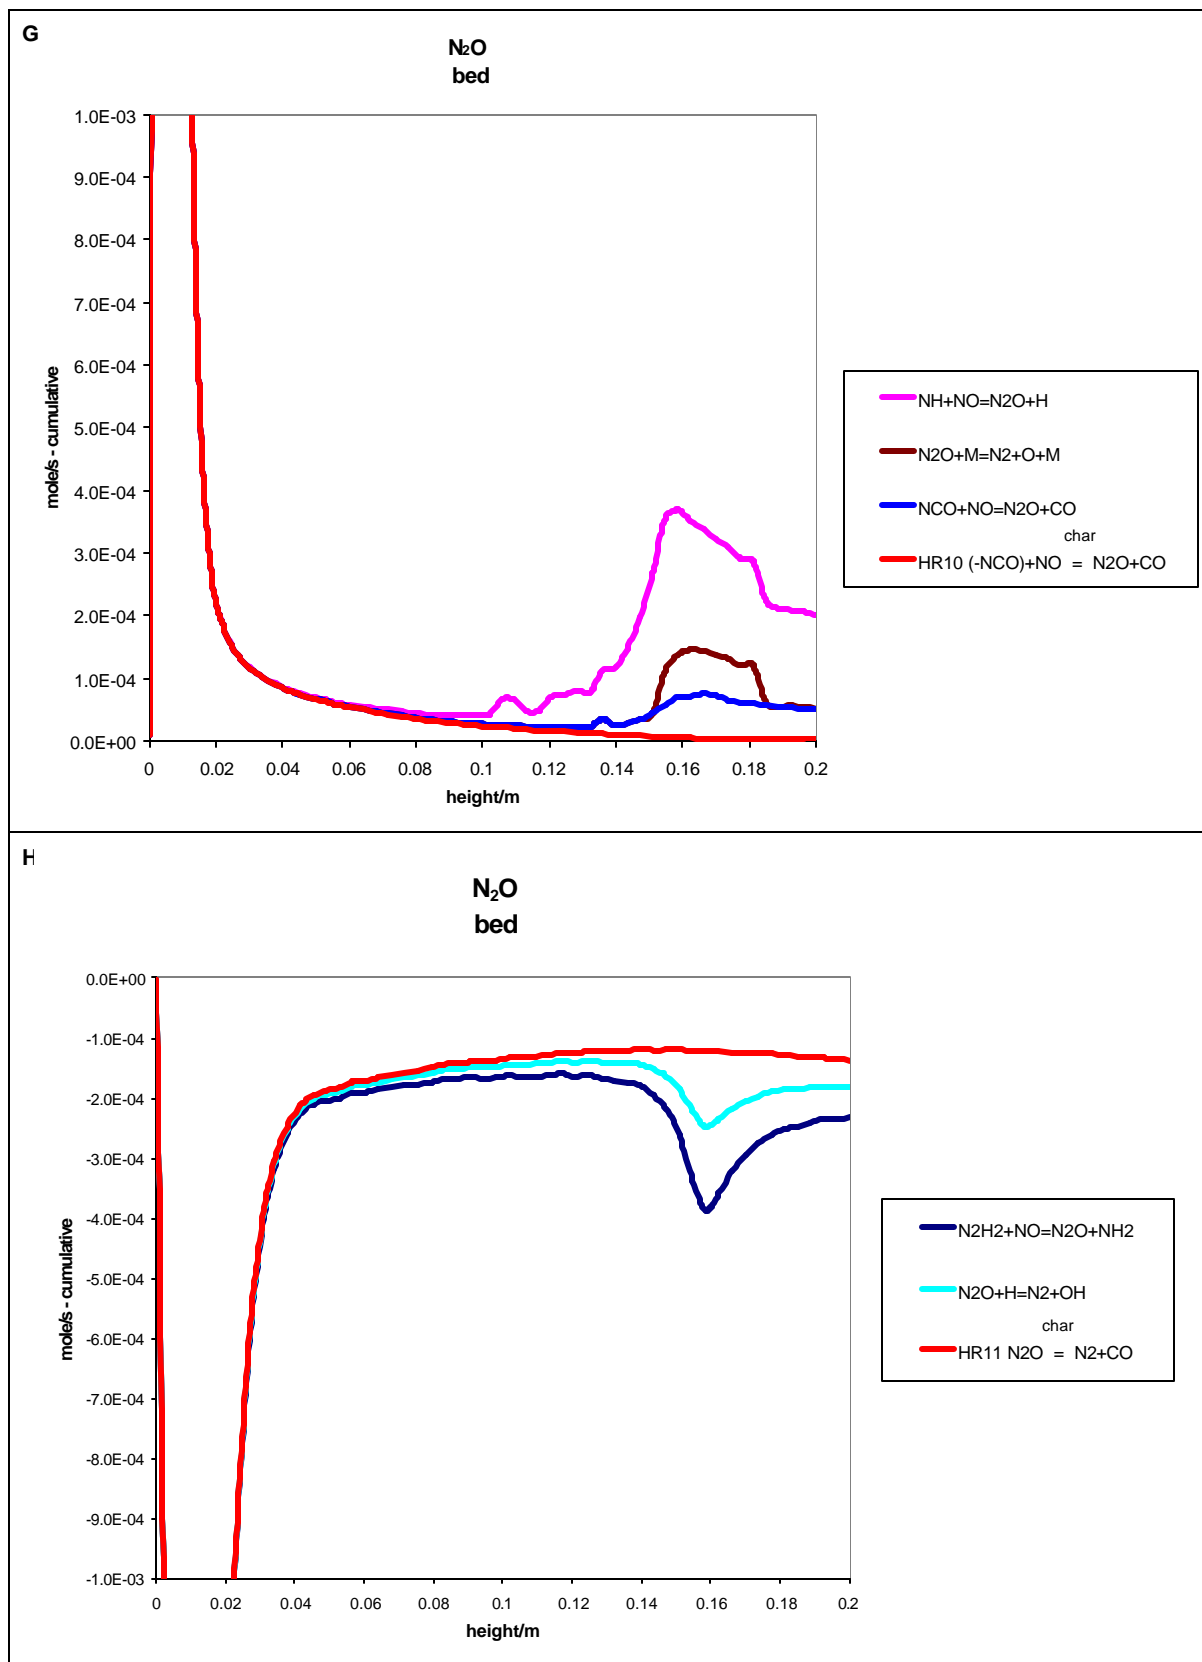 G
N2O
bed
1.0E-03
9.0E-04
8.0E-04
7.0E-04
6.0E-04
5.0E-04
4.0E-04
3.0E-04
2.0E-04
1.0E-04
0.0E+00
mole/s - cumulative
0 0.02 0.04 0.06 0.08 0.1 0.12 0.14 0.16 0.18 0.2
height/m
NH+NO=N2O+H
N2O+M=N2+O+M
NCO+NO=N2O+CO
char
HR10 (-NCO)+NO = N2O+CO
H
N₂O
bed
0.0E+00
-1.0E-04
-2.0E-04
-3.0E-04
-4.0E-04
-5.0E-04
-6.0E-04
-7.0E-04
-8.0E-04
-9.0E-04
-1.0E-03
mole/s - cumulative
0 0.02 0.04 0.06 0.08 0.1 0.12 0.14 0.16 0.18 0.2
height/m
N2H2+NO=N2O+NH2
N2O+H=N2+OH
char
HR11 N2O = N2+CO